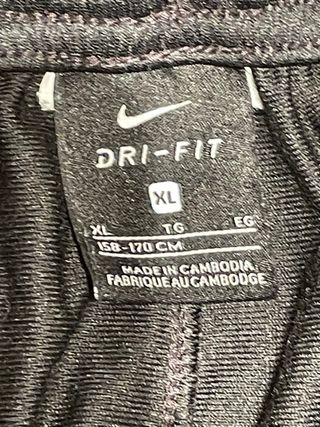 DRI-FIT
XL
XL TG EG
158-170 CM
MADE IN CAMBODIA
FABRIQUE AU CAMBODGE